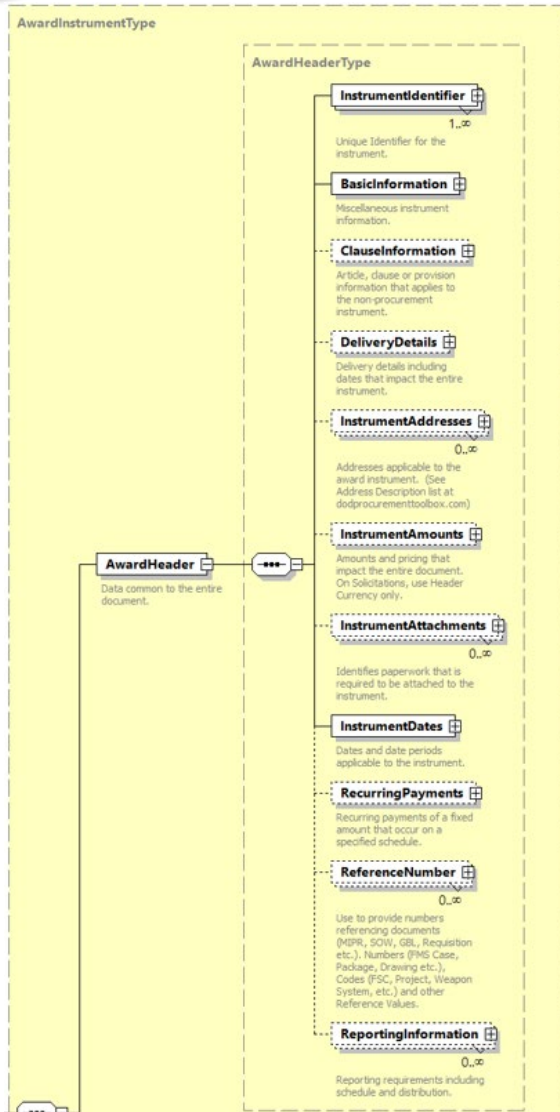 AwardInstrumentType
AwardHeaderType
InstrumentIdentifier
1..∞
Unique Identifier for the
instrument.
BasicInformation
Miscellaneous instrument
information.
ClauseInformation
Article, clause or provision
information that applies to
the non-procurement
instrument.
DeliveryDetails
Delivery details including
dates that impact the entire
instrument.
InstrumentAddresses
0..∞
Addresses applicable to the
award instrument. (See
Address Description list at
dodprocurementtoolbox.com)
AwardHeader
Data common to the entire
document.
InstrumentAmounts
Amounts and pricing that
impact the entire document.
On Solicitations, use Header
Currency only.
InstrumentAttachments
0..∞
Identifies paperwork that is
required to be attached to the
instrument.
InstrumentDates
Dates and date periods
applicable to the instrument.
RecurringPayments
Recurring payments of a fixed
amount that occur on a
specified schedule.
ReferenceNumber
0..∞
Use to provide numbers
referencing documents
(MIPR, SOW, GBL, Requisition
etc.). Numbers (FMS Case,
Package, Drawing etc.),
Codes (FSC, Project, Weapon
System, etc.) and other
Reference Values.
ReportingInformation
0..∞
Reporting requirements including
schedule and distribution.